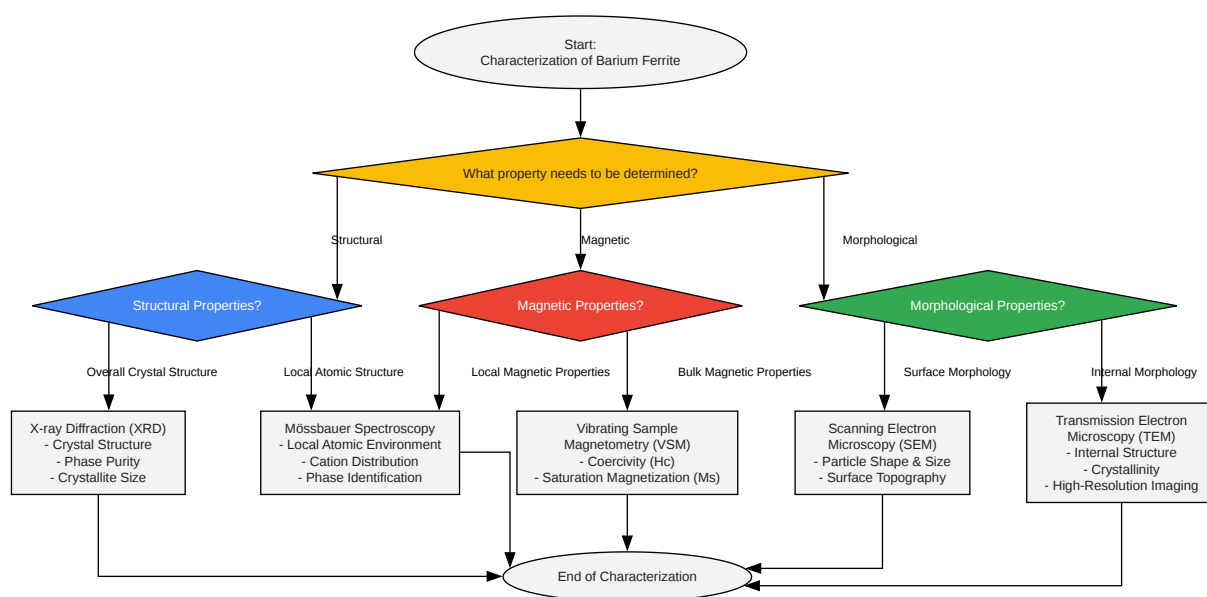 Start:
Characterization of Barium Ferrite
What property needs to be determined?
Structural
Magnetic
Morphological
Structural Properties?
Magnetic Properties?
Morphological Properties?
Overall Crystal Structure
Local Atomic Structure
Local Magnetic Properties
Bulk Magnetic Properties
Surface Morphology
Internal Morphology
X-ray Diffraction (XRD)
- Crystal Structure
- Phase Purity
- Crystallite Size
Mössbauer Spectroscopy
- Local Atomic Environment
- Cation Distribution
- Phase Identification
Vibrating Sample
Magnetometry (VSM)
- Coercivity (Hc)
- Saturation Magnetization (Ms)
Scanning Electron
Microscopy (SEM)
- Particle Shape & Size
- Surface Topography
Transmission Electron
Microscopy (TEM)
- Internal Structure
- Crystallinity
- High-Resolution Imaging
End of Characterization